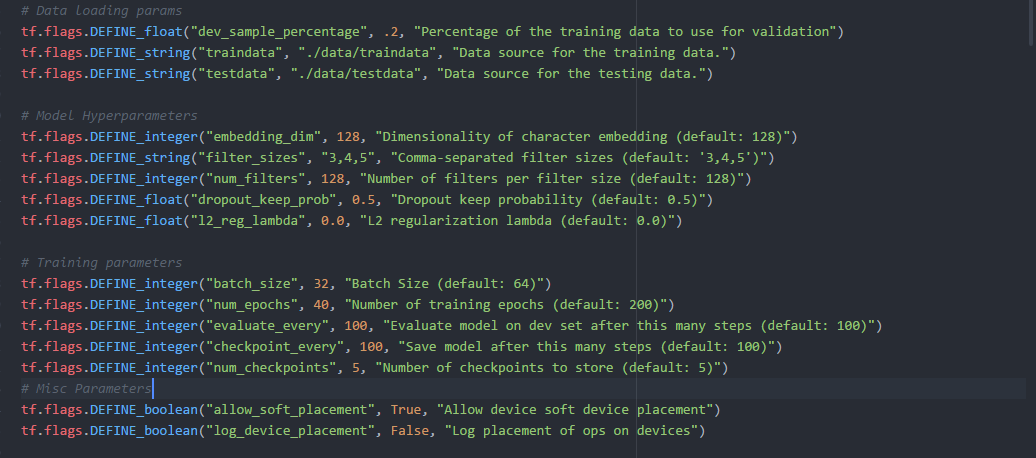 # Data loading params
tf.flags.DEFINE_float("dev_sample_percentage", .2, "Percentage of the training data to use for validation")
tf.flags.DEFINE_string("traindata", "./data/traindata", "Data source for the training data.")
tf.flags.DEFINE_string("testdata", "./data/testdata", "Data source for the testing data.")
# Model Hyperparameters
tf.flags.DEFINE_integer("embedding_dim", 128, "Dimensionality of character embedding (default: 128)")
tf.flags.DEFINE_string("filter_sizes", "3,4,5", "Comma-separated filter sizes (default: '3,4,5')")
tf.flags.DEFINE_integer("num_filters", 128, "Number of filters per filter size (default: 128)")
tf.flags.DEFINE_float("dropout_keep_prob", 0.5, "Dropout keep probability (default: 0.5)")
tf.flags.DEFINE_float("l2_reg_lambda", 0.0, "L2 regularization lambda (default: 0.0)")
# Training parameters
tf.flags.DEFINE_integer("batch_size", 32, "Batch Size (default: 64)")
tf.flags.DEFINE_integer("num_epochs", 40, "Number of training epochs (default: 200)")
tf.flags.DEFINE_integer("evaluate_every", 100, "Evaluate model on dev set after this many steps (default: 100)")
tf.flags.DEFINE_integer("checkpoint_every", 100, "Save model after this many steps (default: 100)")
tf.flags.DEFINE_integer("num_checkpoints", 5, "Number of checkpoints to store (default: 5)")
# Misc Parameters
tf.flags.DEFINE_boolean("allow_soft_placement", True, "Allow device soft device placement")
tf.flags.DEFINE_boolean("log_device_placement", False, "Log placement of ops on devices")